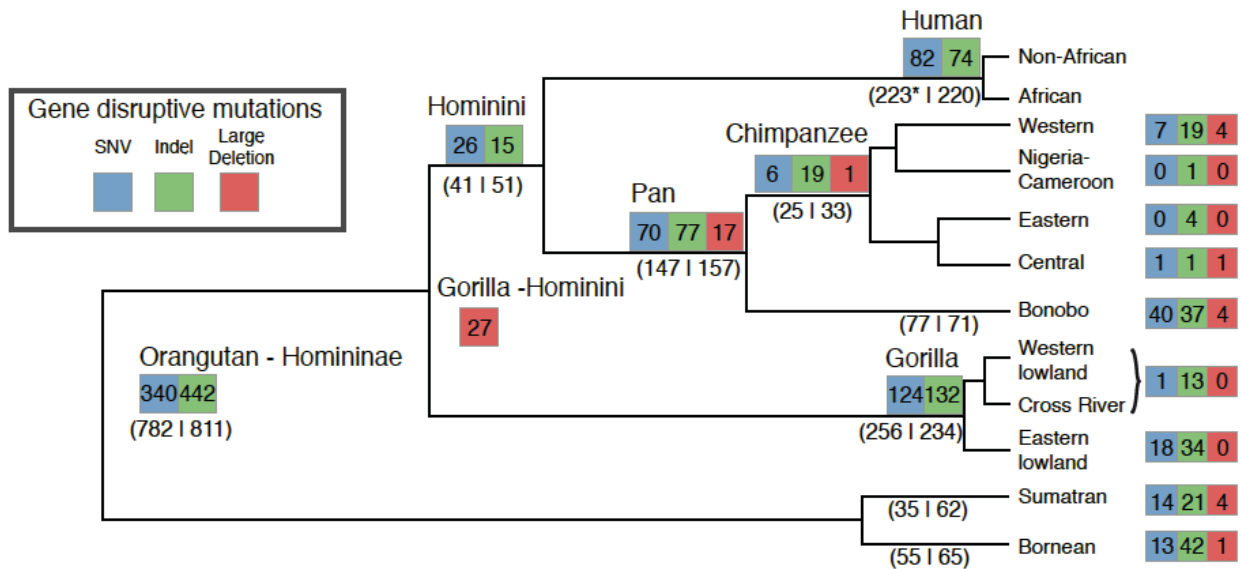 Human
82 74
(223* | 220)
Non-African
African
Gene disruptive mutations
SNV Indel Large Deletion
Hominini
26 15
(41 | 51)
Chimpanzee
6 19 1
(25 | 33)
Western
7 19 4
Nigeria-
Cameroon
0 1 0
Pan
70 77 17
(147 | 157)
Eastern
0 4 0
Central
1 1 1
Gorilla -Hominini
27
(77 | 71)
Bonobo
40 37 4
Orangutan - Homininae
340 442
(782 | 811)
Gorilla
124 132
(256 | 234)
Western
lowland
Cross River
1 13 0
Eastern
lowland
18 34 0
(35 | 62)
Sumatran
14 21 4
(55 | 65)
Bornean
13 42 1